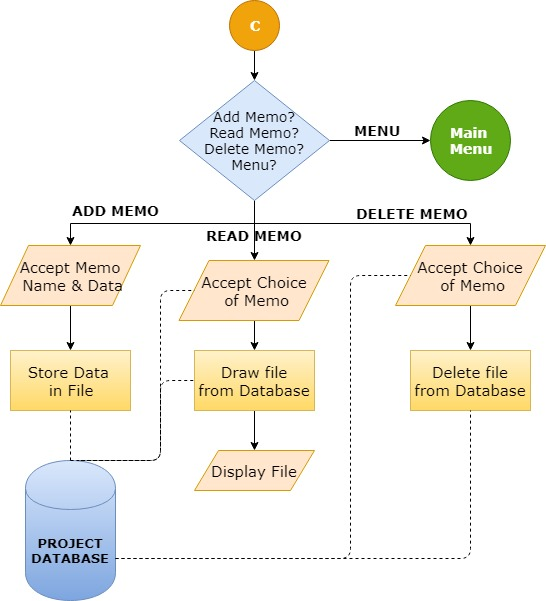 C
Add Memo?
Read Memo?
Delete Memo?
Menu?
MENU
Main
Menu
ADD MEMO
READ MEMO
DELETE MEMO
Accept Memo
Name & Data
Accept Choice
of Memo
Accept Choice
of Memo
Store Data
in File
Draw file
from Database
Delete file
from Database
Display File
PROJECT
DATABASE